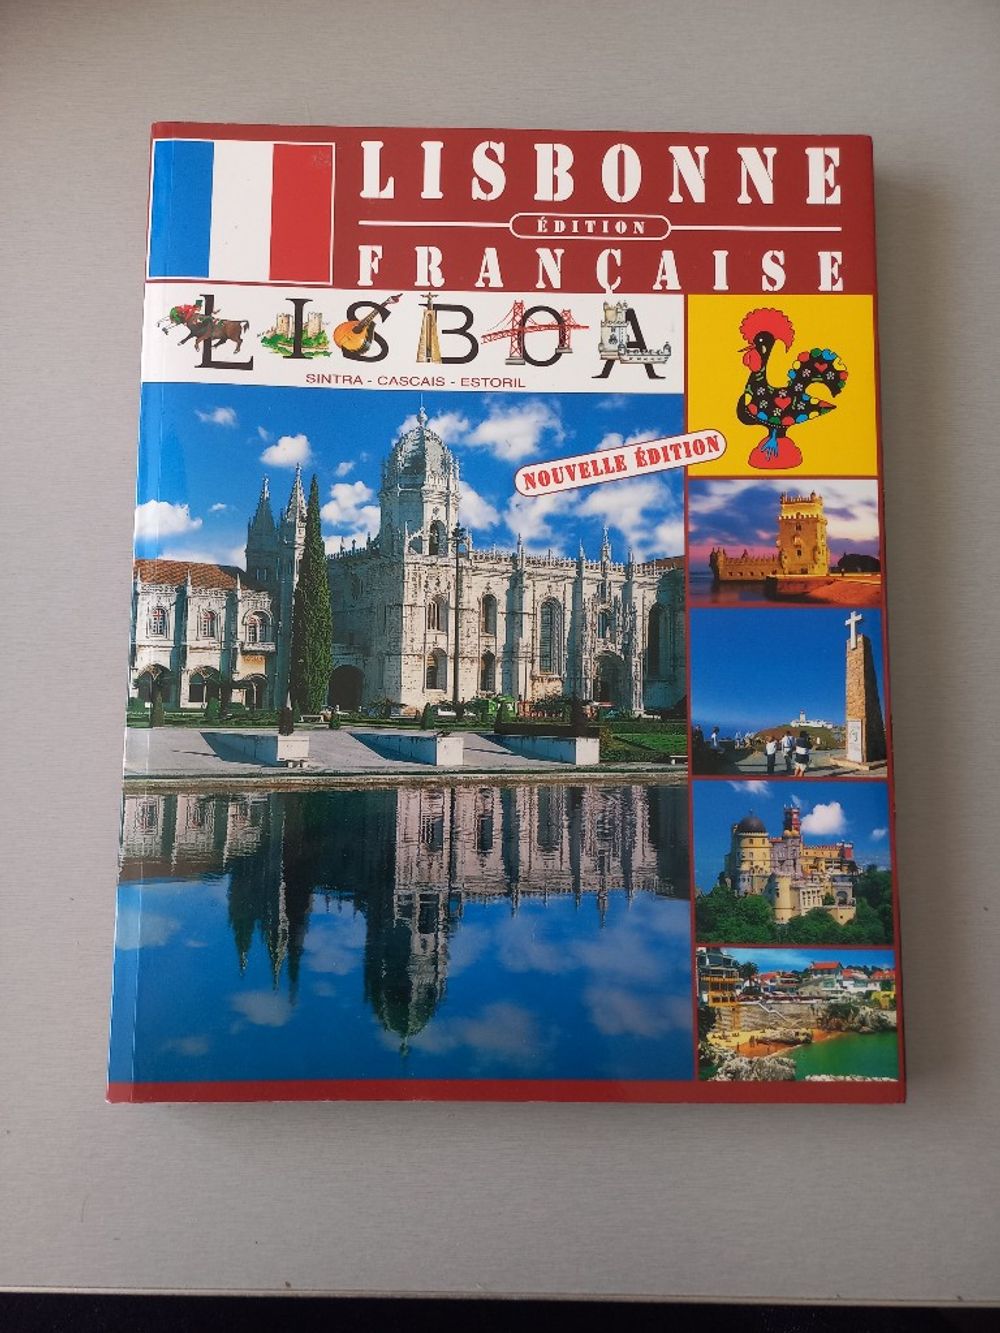 LISBONNE
ÉDITION
FRANÇAISE
LISBOA
SINTRA - CASCAIS - ESTORIL
NOUVELLE ÉDITION